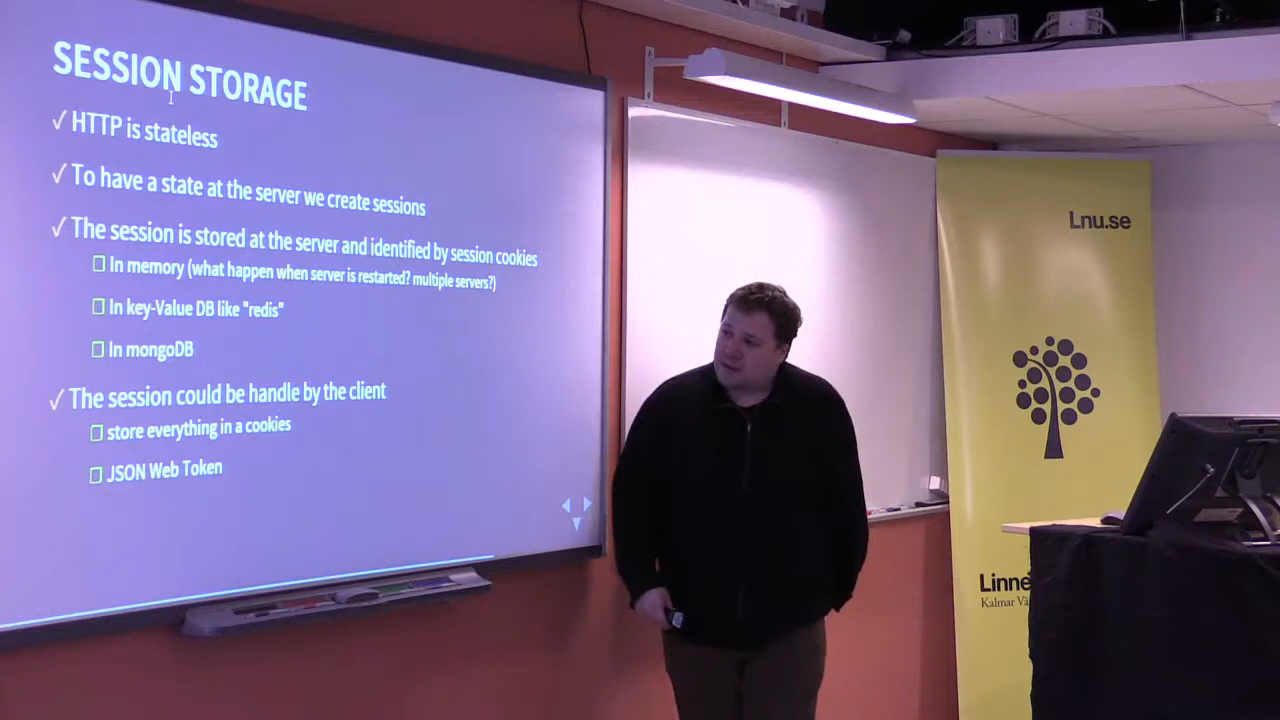 SESSION STORAGE
✓ HTTP is stateless
✓ To have a state at the server we create sessions
✓ The session is stored at the server and identified by session cookies
In memory (what happen when server is restarted? multiple servers?)
In key-Value DB like "redis"
In mongoDB
✓ The session could be handle by the client
store everything in a cookies
JSON Web Token
Lnu.se
Linne
Kalmar Vä